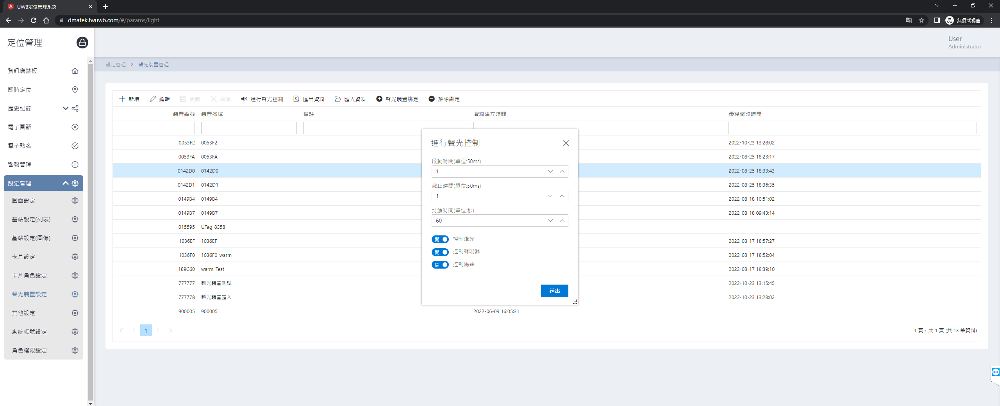 UWB定位管理系統
dmatek.twuwb.com/#/params/light
無痕式視窗
定位管理
User
Administrator
資訊儀錶板
即時定位
歷史紀錄
電子圍籬
電子點名
警報管理
設定管理
圖面設定
基站設定(列表)
基站設定(圖像)
卡片設定
卡片角色設定
聲光裝置設定
其他設定
系統帳號設定
角色權限設定
設定管理 聲光裝置管理
新增 編輯 更新 取消 進行聲光控制 匯出資料 匯入資料 聲光裝置綁定 解除綁定
裝置編號 裝置名稱 備註 資料建立時間 最後修改時間
0053F2 0053F2 2022-10-23 13:28:02
0053FA 0053FA 2022-08-25 18:23:17
0142D0 0142D0 2022-08-25 18:33:43
0142D1 0142D1 2022-08-25 18:36:35
0149B4 0149B4 2022-08-18 10:51:02
0149B7 0149B7 2022-08-18 09:43:14
015595 UTag-8358
1036EF 1036EF 2022-08-17 18:57:27
1036F0 1036F0-warm 2022-08-17 18:52:04
189C60 warm-Test 2022-08-17 18:39:10
777777 聲光裝置測試 2022-10-23 13:15:45
777778 聲光裝置匯入 2022-10-23 13:28:02
900005 900005 2022-06-09 16:05:31
1
1 頁，共 1 頁 (共 13 筆資料)
進行聲光控制
啟動時間(單位:50ms)
1
截止時間(單位:50ms)
1
持續時間(單位:秒)
60
開 控制燈光
開 控制蜂鳴器
開 控制馬達
送出